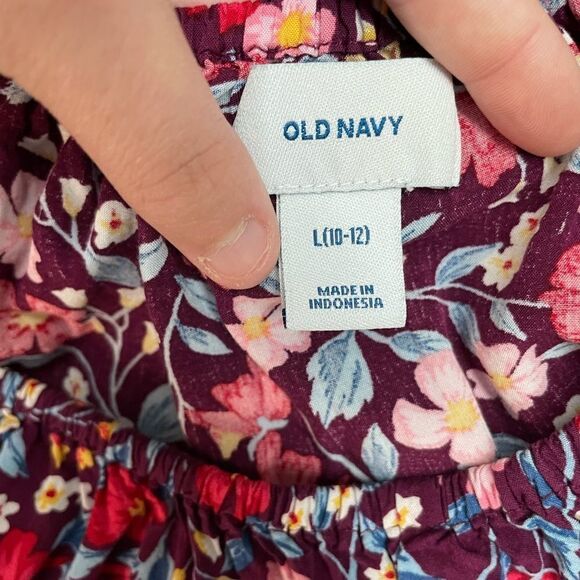 OLD NAVY
L(10-12)
MADE IN
INDONESIA